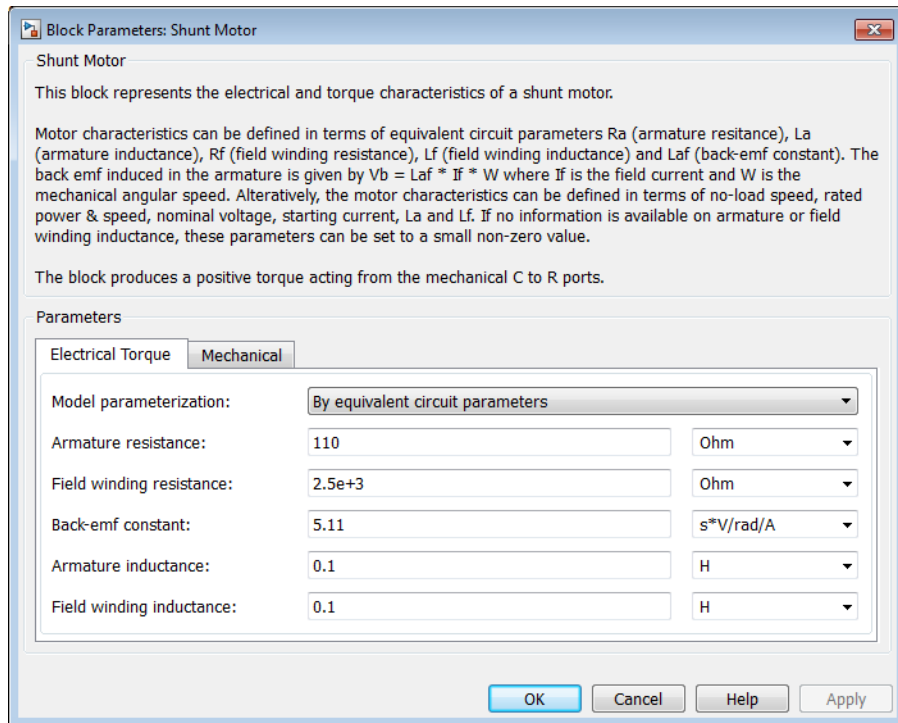 Block Parameters: Shunt Motor
Shunt Motor
This block represents the electrical and torque characteristics of a shunt motor.
Motor characteristics can be defined in terms of equivalent circuit parameters Ra (armature resitance), La
(armature inductance), Rf (field winding resistance), Lf (field winding inductance) and Laf (back-emf constant). The
back emf induced in the armature is given by Vb = Laf * If * W where If is the field current and W is the
mechanical angular speed. Alteratively, the motor characteristics can be defined in terms of no-load speed, rated
power & speed, nominal voltage, starting current, La and Lf. If no information is available on armature or field
winding inductance, these parameters can be set to a small non-zero value.
The block produces a positive torque acting from the mechanical C to R ports.
Parameters
Electrical Torque Mechanical
Model parameterization: By equivalent circuit parameters
Armature resistance: 110 Ohm
Field winding resistance: 2.5e+3 Ohm
Back-emf constant: 5.11 s*V/rad/A
Armature inductance: 0.1 H
Field winding inductance: 0.1 H
OK Cancel Help Apply